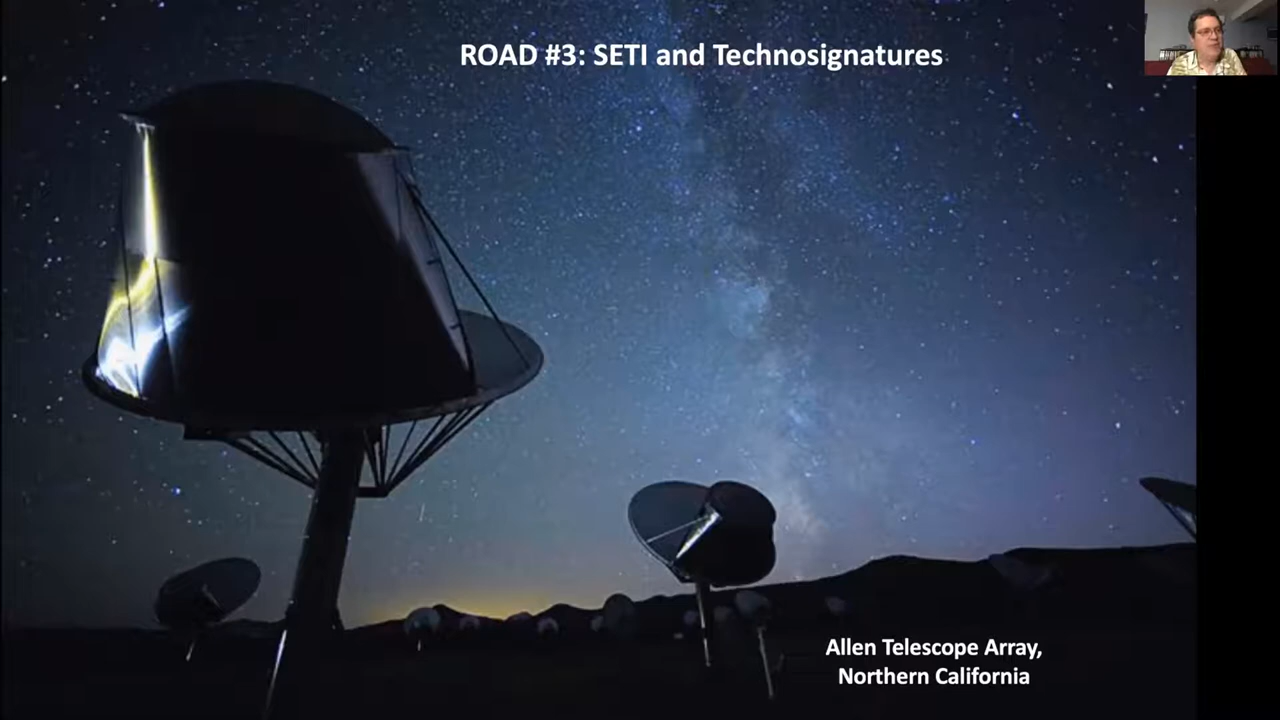 ROAD #3: SETI and Technosignatures
Allen Telescope Array,
Northern California